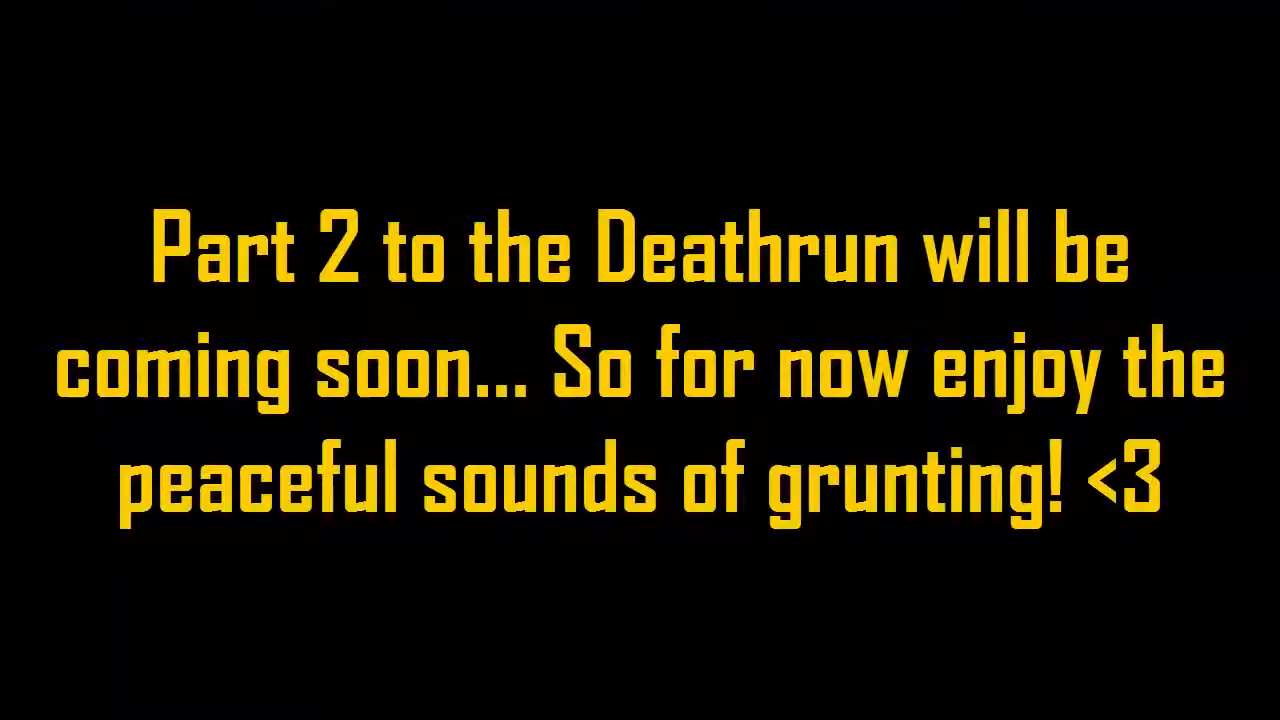 Part 2 to the Deathrun will be
coming soon... So for now enjoy the
peaceful sounds of grunting! <3